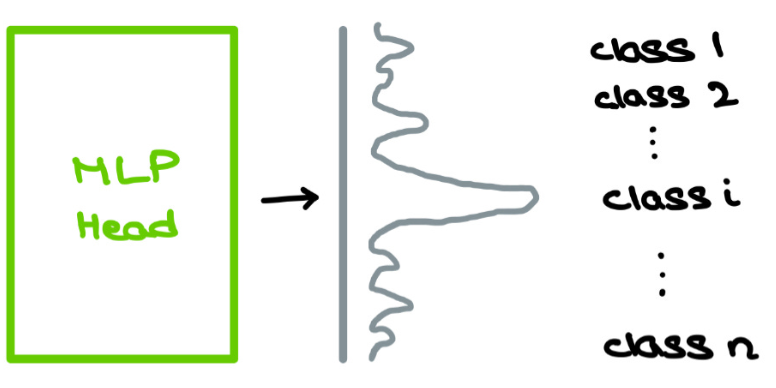 MLP
Head
class 1
class 2
⋮
class i
⋮
class n